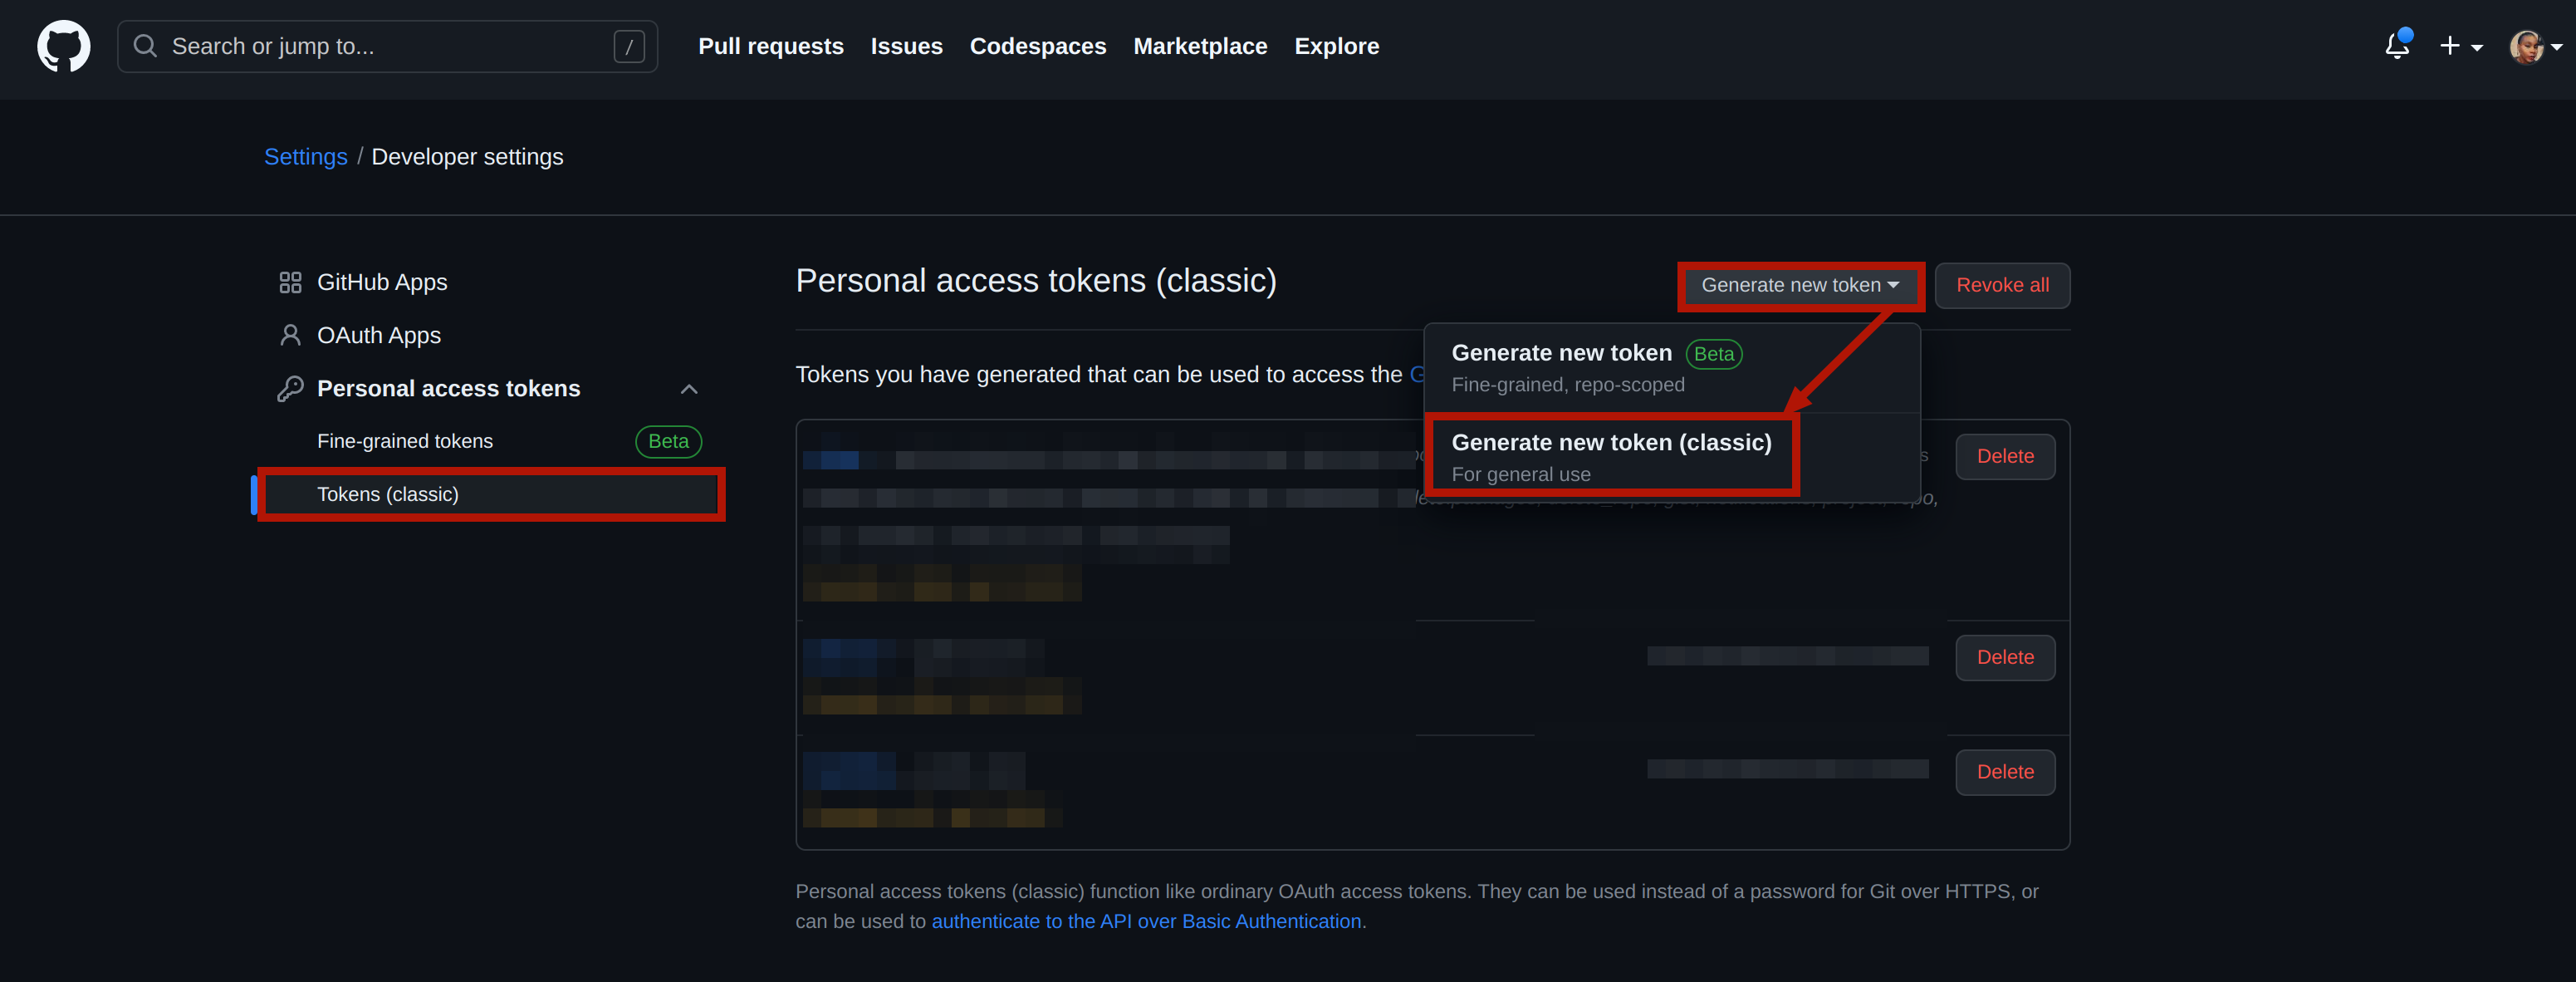 Search or jump to... /
Pull requests Issues Codespaces Marketplace Explore
Settings / Developer settings
GitHub Apps
OAuth Apps
Personal access tokens
Fine-grained tokens Beta
Tokens (classic)
Personal access tokens (classic)
Generate new token
Revoke all
Generate new token Beta
Fine-grained, repo-scoped
Generate new token (classic)
For general use
Tokens you have generated that can be used to access the
Delete
Delete
Delete
Personal access tokens (classic) function like ordinary OAuth access tokens. They can be used instead of a password for Git over HTTPS, or
can be used to authenticate to the API over Basic Authentication.